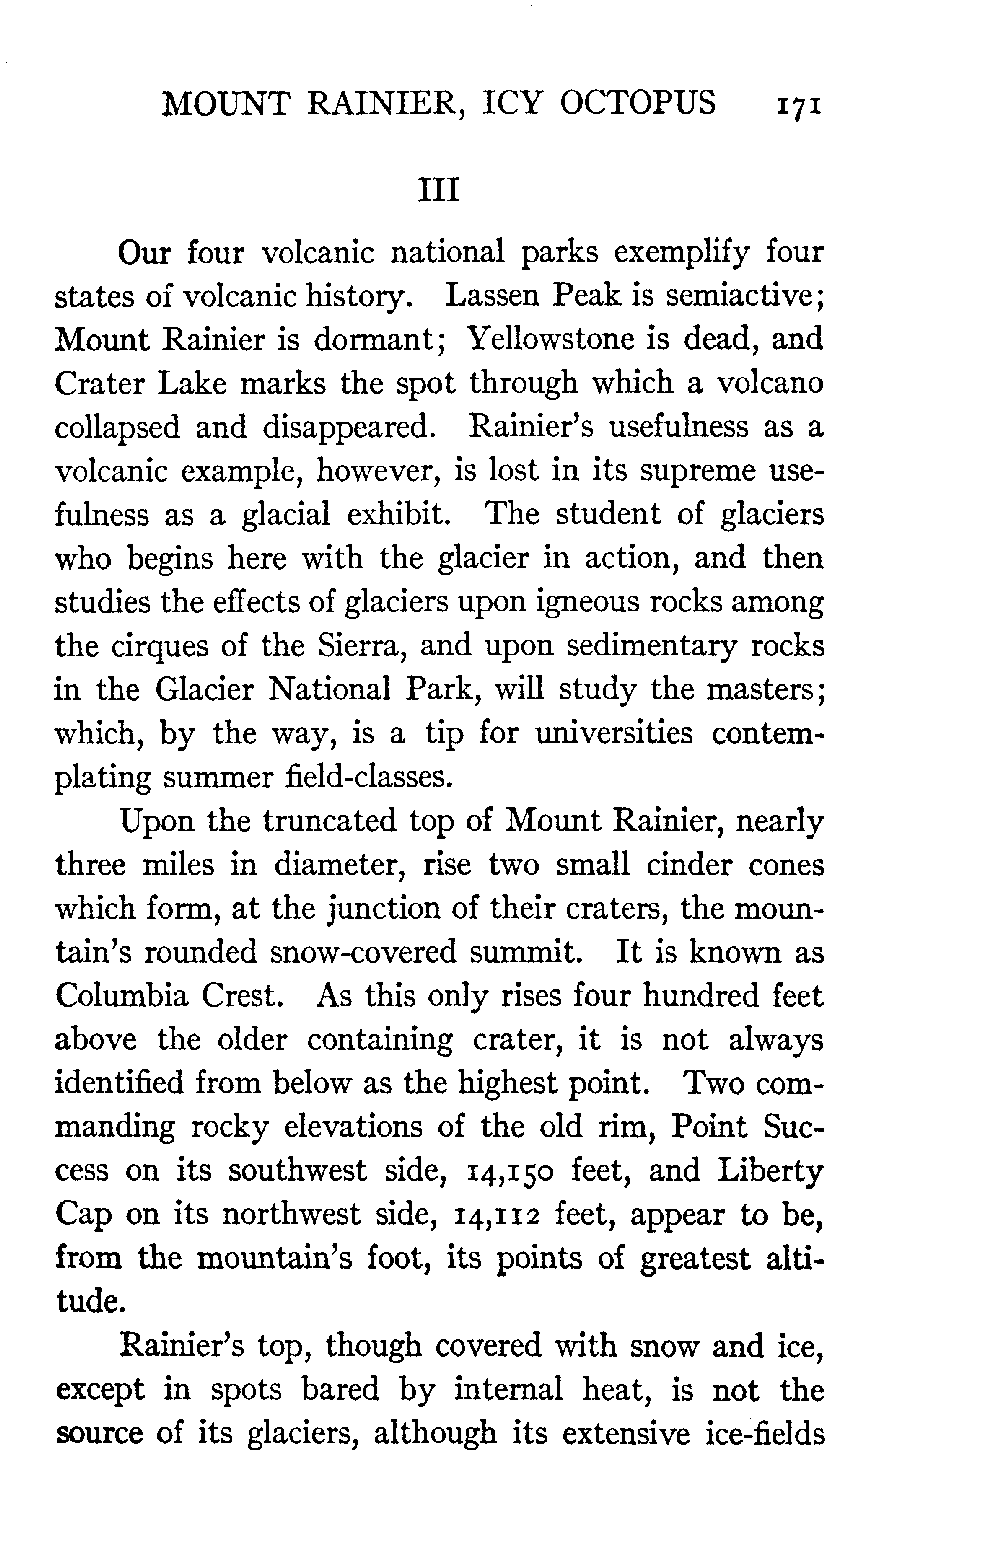 MOUNT RAINIER, ICY OCTOPUS 171
III
Our four volcanic national parks exemplify four
states of volcanic history. Lassen Peak is semiactive;
Mount Rainier is dormant; Yellowstone is dead, and
Crater Lake marks the spot through which a volcano
collapsed and disappeared. Rainier's usefulness as a
volcanic example, however, is lost in its supreme use-
fulness as a glacial exhibit. The student of glaciers
who begins here with the glacier in action, and then
studies the effects of glaciers upon igneous rocks among
the cirques of the Sierra, and upon sedimentary rocks
in the Glacier National Park, will study the masters;
which, by the way, is a tip for universities contem-
plating summer field-classes.
Upon the truncated top of Mount Rainier, nearly
three miles in diameter, rise two small cinder cones
which form, at the junction of their craters, the moun-
tain's rounded snow-covered summit. It is known as
Columbia Crest. As this only rises four hundred feet
above the older containing crater, it is not always
identified from below as the highest point. Two com-
manding rocky elevations of the old rim, Point Suc-
cess on its southwest side, 14,150 feet, and Liberty
Cap on its northwest side, 14,112 feet, appear to be,
from the mountain's foot, its points of greatest alti-
tude.
Rainier's top, though covered with snow and ice,
except in spots bared by internal heat, is not the
source of its glaciers, although its extensive ice-fields